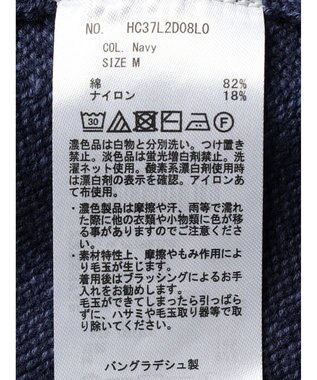 NO. HC37L2D08L0
COL. Navy
SIZE M
綿 82%
ナイロン 18%
30
F
濃色品は白物と分別洗い。つけ置き
禁止。淡色品は蛍光増白剤禁止。洗
濯ネット使用。酸素系漂白剤使用時
は漂白剤の表示を確認。アイロンあ
て布使用。
・濃色製品は摩擦や汗、雨等で濡れ
た際に他の衣類や小物類に色が移
る事がありますのでご注意くださ
い。
・素材特性上、摩擦やもみ作用によ
り毛玉が生じます。
着用後はブラッシングによるお手
入れをお勧めします。
毛玉ができてしまったら引っぱら
ずに、ハサミや毛玉取り器等で取
り除いてください。
バングラデシュ製